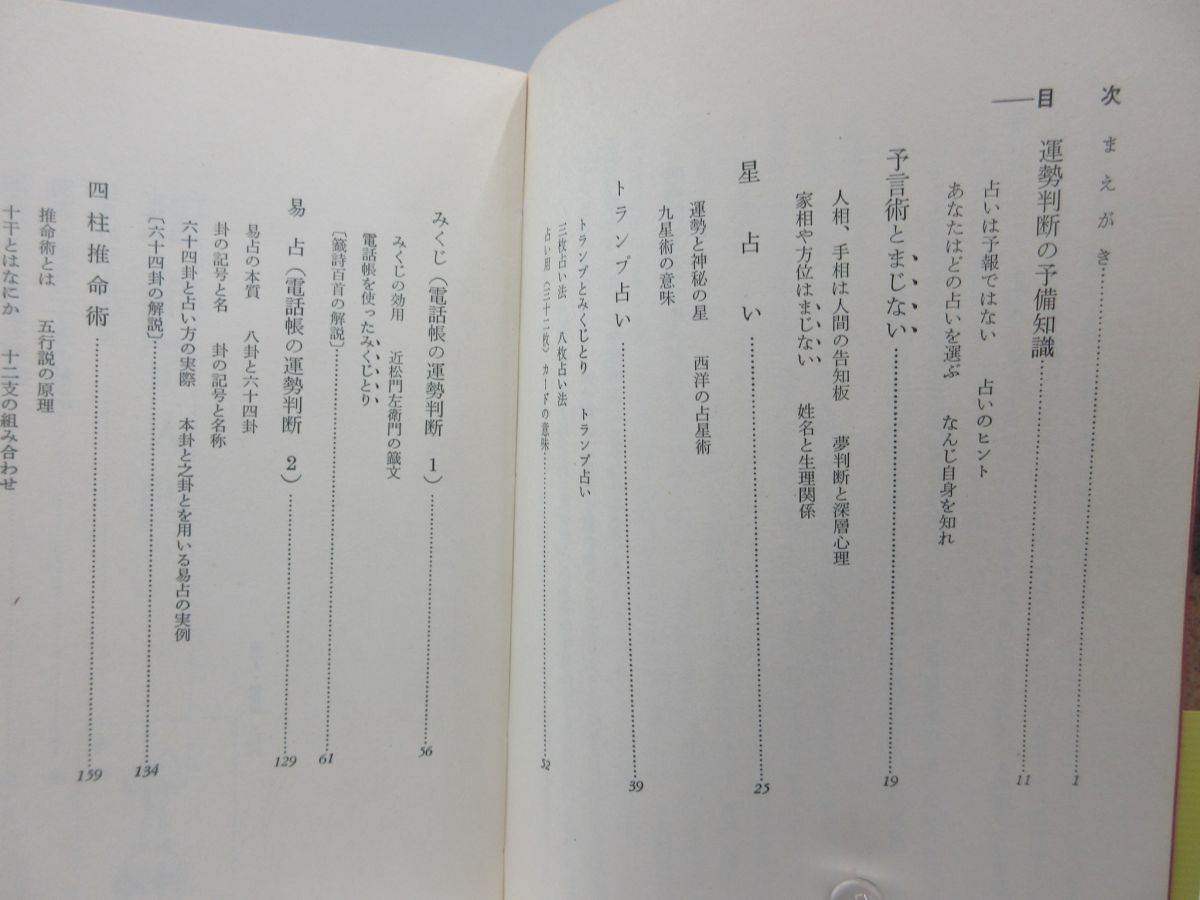 目次
まえがき 1
運勢判断の予備知識 11
占いは予報ではない 占いのヒント
あなたはどの占いを選ぶ なんじ自身を知れ
予言術とまじない 19
人相、手相は人間の告知板 夢判断と深層心理
家相や方位はまじない 姓名と生理関係
星占い 25
運勢と神秘の星 西洋の占星術
九星術の意味
トランプ占い 39
トランプとみくじとり トランプ占い
三枚占い法 八枚占い法
占い用（三十二枚）カードの意味 52
みくじ（電話帳の運勢判断 1） 56
みくじの効用 近松門左衛門の籤文
電話帳を使ったみくじとり
〔籤詩百首の解説〕 61
易占（電話帳の運勢判断 2） 129
易占の本質 八卦と六十四卦
卦の記号と名 卦の記号と名称
六十四卦と占い方の実際 本卦と之卦とを用いる易占の実例
〔六十四卦の解説〕 134
四柱推命術 159
推命術とは 五行説の原理
十干とはなにか 十二支の組み合わせ